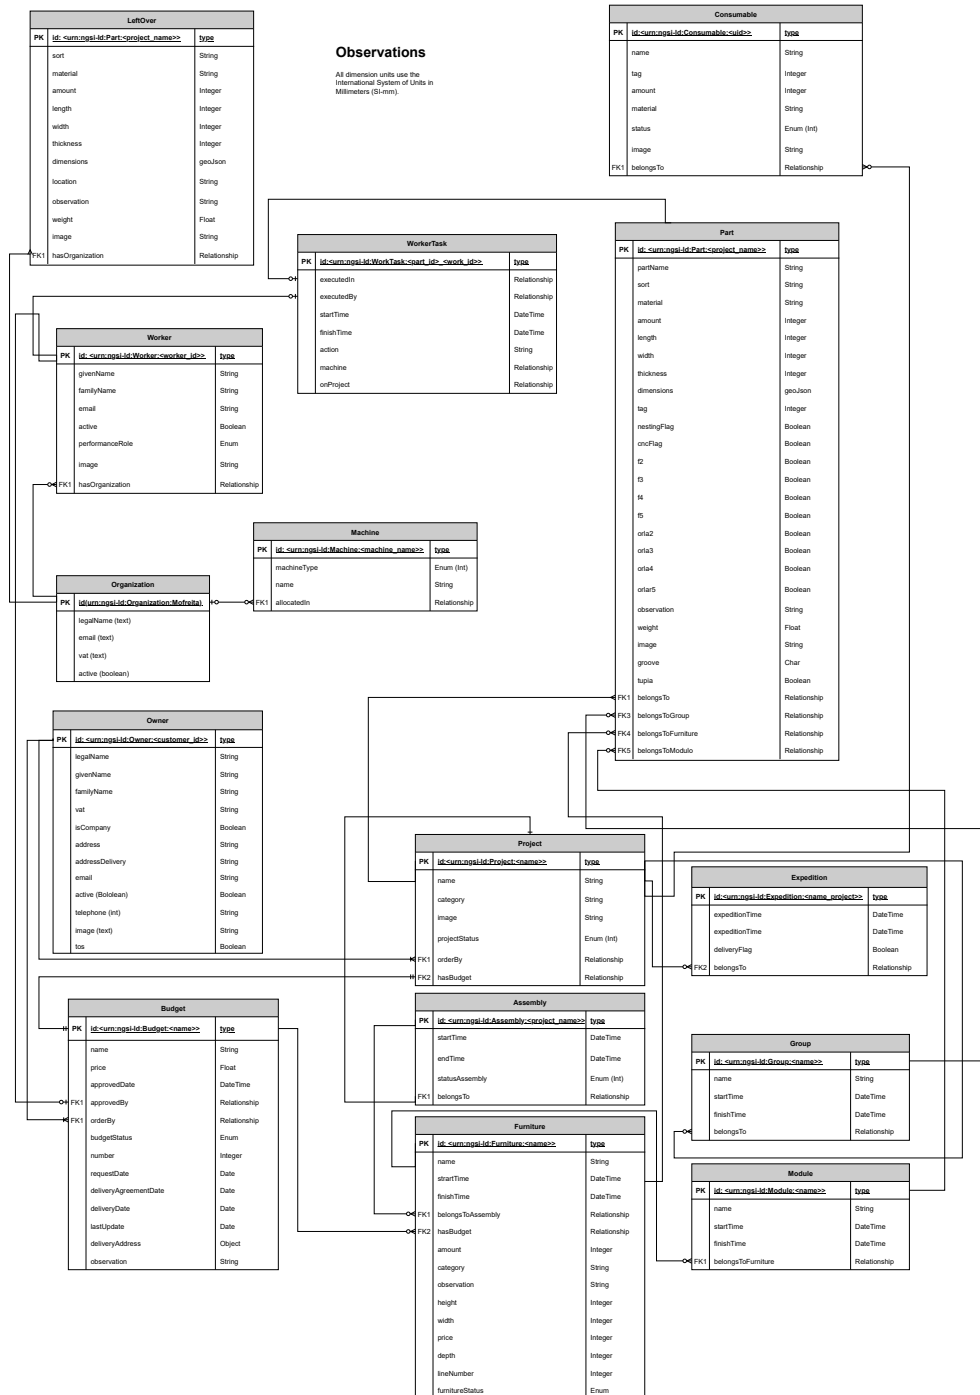 LeftOver
PK id: <urn:ngsi-ld:Part:<project_name>> type
sort String
material String
amount Integer
length Integer
width Integer
thickness Integer
dimensions geoJson
location String
observation String
weight Float
image String
FK1 hasOrganization Relationship
Observations
All dimension units use the
International System of Units in
Millimeters (SI-mm).
Consumable
PK id:<urn:ngsi-ld:Consumable:<uid>> type
name String
tag Integer
amount Integer
material String
status Enum (Int)
image String
FK1 belongsTo Relationship
WorkerTask
PK id:<urn:ngsi-ld:WorkTask:<part_id>_<work_id>> type
executedIn Relationship
executedBy Relationship
startTime DateTime
finishTime DateTime
action String
machine Relationship
onProject Relationship
Part
PK id: <urn:ngsi-ld:Part:<project_name>> type
partName String
sort String
material String
amount Integer
length Integer
width Integer
thickness Integer
dimensions geoJson
tag Integer
nestingFlag Boolean
cncFlag Boolean
f2 Boolean
f3 Boolean
f4 Boolean
f5 Boolean
orla2 Boolean
orla3 Boolean
orla4 Boolean
orlar5 Boolean
observation String
weight Float
image String
groove Char
tupia Boolean
FK1 belongsTo Relationship
FK3 belongsToGroup Relationship
FK4 belongsToFurniture Relationship
FK5 belongsToModulo Relationship
Worker
PK id: <urn:ngsi-ld:Worker:<worker_id>> type
givenName String
familyName String
email String
active Boolean
performanceRole Enum
image String
FK1 hasOrganization Relationship
Machine
PK id: <urn:ngsi-ld:Machine:<machine_name>> type
machineType Enum (Int)
name String
FK1 allocatedIn Relationship
Organization
PK id(urn:ngsi-ld:Organization:Mofreita)
legalName (text)
email (text)
vat (text)
active (boolean)
Owner
PK id: <urn:ngsi-ld:Owner:<customer_id>> type
legalName String
givenName String
familyName String
vat String
isCompany Boolean
address String
addressDelivery String
email String
active (Bololean) Boolean
telephone (int) String
image (text) String
tos Boolean
Project
PK id:<urn:ngsi-ld:Project:<name>> type
name String
category String
image String
projectStatus Enum (Int)
FK1 orderBy Relationship
FK2 hasBudget Relationship
Expedition
PK id:<urn:ngsi-ld:Expedition:<name_project>> type
expeditionTime DateTime
expeditionTime DateTime
deliveryFlag Boolean
FK2 belongsTo Relationship
Budget
PK id:<urn:ngsi-ld:Budget:<name>> type
name String
price Float
approvedDate DateTime
FK1 approvedBy Relationship
FK1 orderBy Relationship
budgetStatus Enum
number Integer
requestDate Date
deliveryAgreementDate Date
deliveryDate Date
lastUpdate Date
deliveryAddress Object
observation String
Assembly
PK id: <urn:ngsi-ld:Assembly:<project_name>> type
startTime DateTime
endTime DateTime
statusAssembly Enum (Int)
FK1 belongsTo Relationship
Group
PK id: <urn:ngsi-ld:Group:<name>> type
name String
startTime DateTime
finishTime DateTime
belongsTo Relationship
Furniture
PK id: <urn:ngsi-ld:Furniture:<name>> type
name String
strartTime DateTime
finishTime DateTime
FK1 belongsToAssembly Relationship
FK2 hasBudget Relationship
amount Integer
category String
observation String
height Integer
width Integer
price Integer
depth Integer
lineNumber Integer
furnitureStatus Enum
Module
PK id: <urn:ngsi-ld:Module:<name>> type
name String
startTime DateTime
finishTime DateTime
FK1 belongsToFurniture Relationship